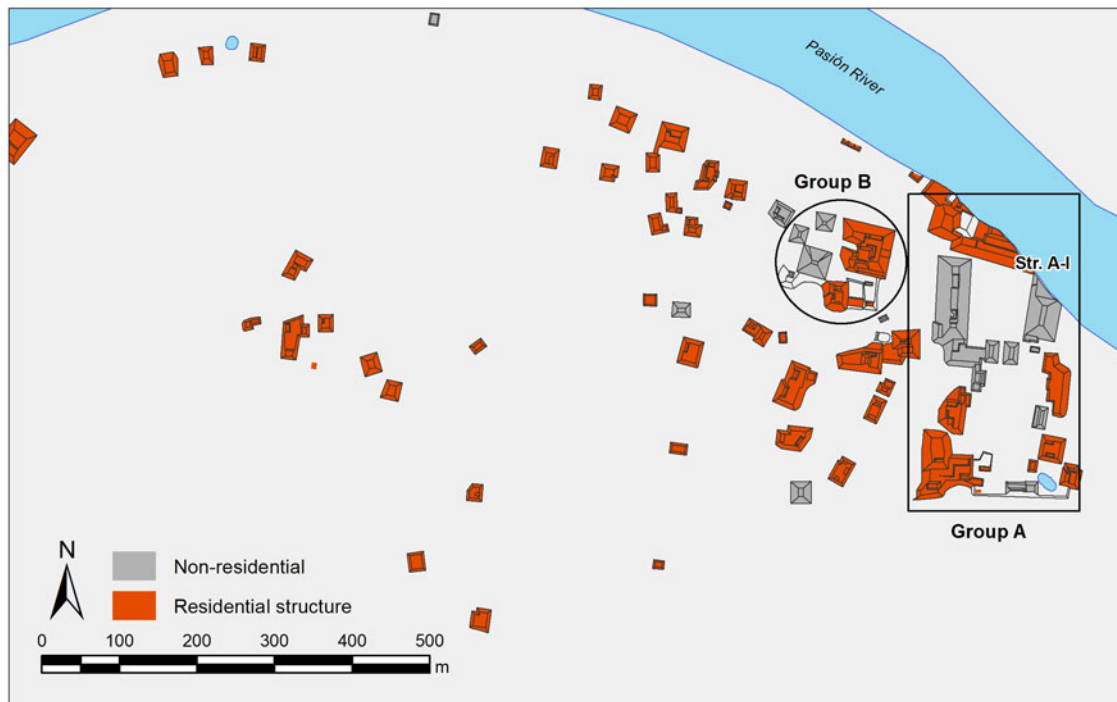 Pasión River
Group B
Str. A-I
Group A
N
Non-residential
Residential structure
0 100 200 300 400 500
m